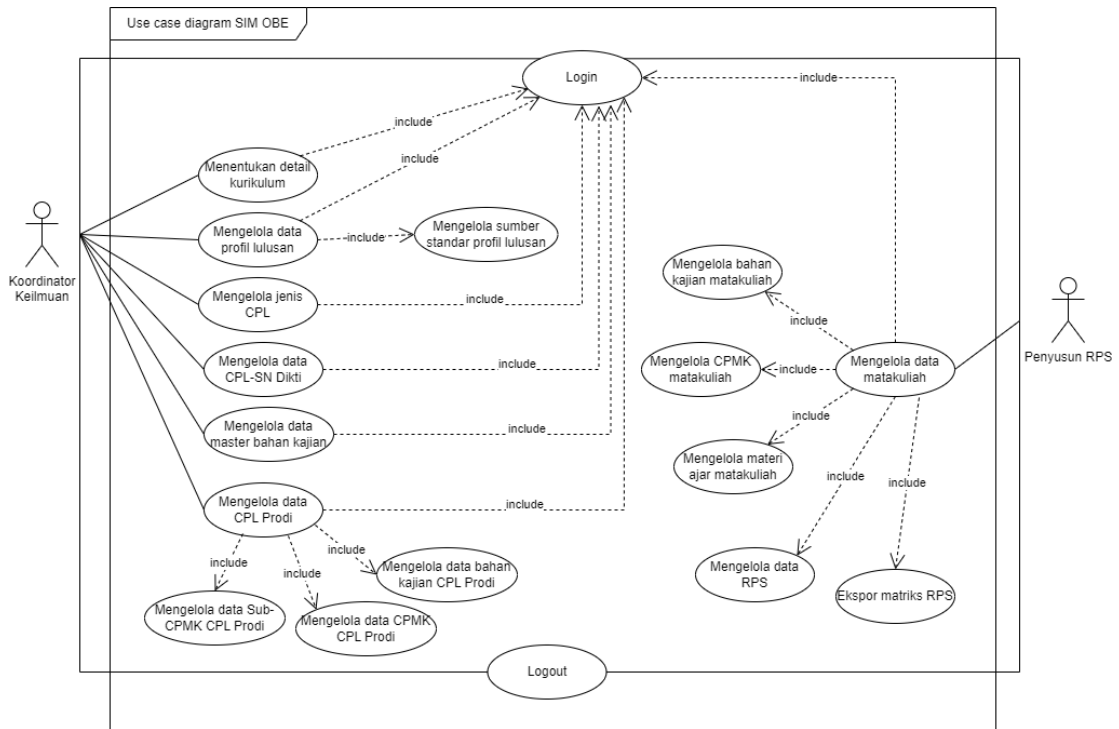 Use case diagram SIM OBE
Login
include
include
include
Menentukan detail
kurikulum
Mengelola data
profil lulusan
include
Mengelola sumber
standar profil lulusan
Koordinator
Keilmuan
Mengelola jenis
CPL
include
Mengelola data
CPL-SN Dikti
include
Mengelola data
master bahan kajian
include
Mengelola data
CPL Prodi
include
include
include
include
Mengelola data bahan
kajian CPL Prodi
Mengelola data Sub-
CPMK CPL Prodi
Mengelola data CPMK
CPL Prodi
Mengelola bahan
kajian matakuliah
include
Mengelola CPMK
matakuliah
include
Mengelola data
matakuliah
Penyusun RPS
include
Mengelola materi
ajar matakuliah
include
include
Mengelola data
RPS
Ekspor matriks RPS
Logout